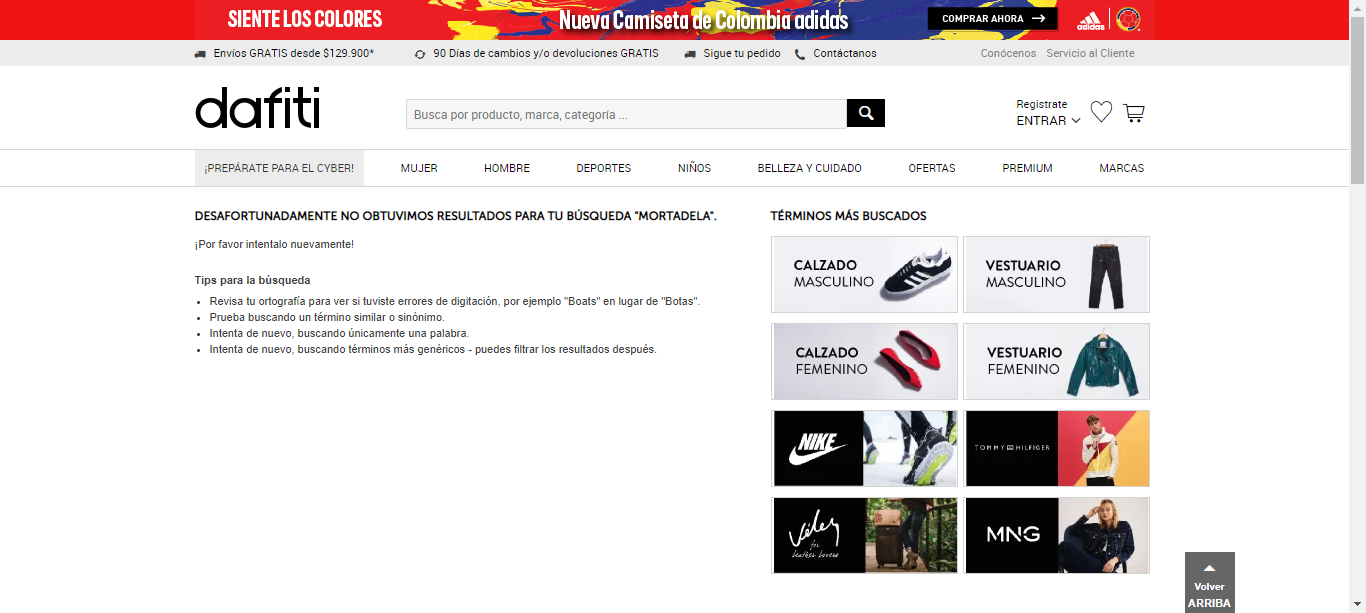 SIENTE LOS COLORES
Nueva Camiseta de Colombia adidas
COMPRAR AHORA
adidas
Envíos GRATIS desde $129.900*
90 Días de cambios y/o devoluciones GRATIS
Sigue tu pedido
Contáctanos
Conócenos
Servicio al Cliente
dafiti
Busca por producto, marca, categoría ...
Registrate
ENTRAR
¡PREPÁRATE PARA EL CYBER!
MUJER
HOMBRE
DEPORTES
NIÑOS
BELLEZA Y CUIDADO
OFERTAS
PREMIUM
MARCAS
DESAFORTUNADAMENTE NO OBTUVIMOS RESULTADOS PARA TU BÚSQUEDA "MORTADELA".
¡Por favor intentalo nuevamente!
Tips para la búsqueda
Revisa tu ortografía para ver si tuviste errores de digitación, por ejemplo "Boats" en lugar de "Botas".
Prueba buscando un término similar o sinónimo.
Intenta de nuevo, buscando únicamente una palabra.
Intenta de nuevo, buscando términos más genéricos - puedes filtrar los resultados después.
TÉRMINOS MÁS BUSCADOS
CALZADO
MASCULINO
VESTUARIO
MASCULINO
CALZADO
FEMENINO
VESTUARIO
FEMENINO
NIKE
TOMMY HILFIGER
Vélez
for
leather lovers
MNG
Volver
ARRIBA